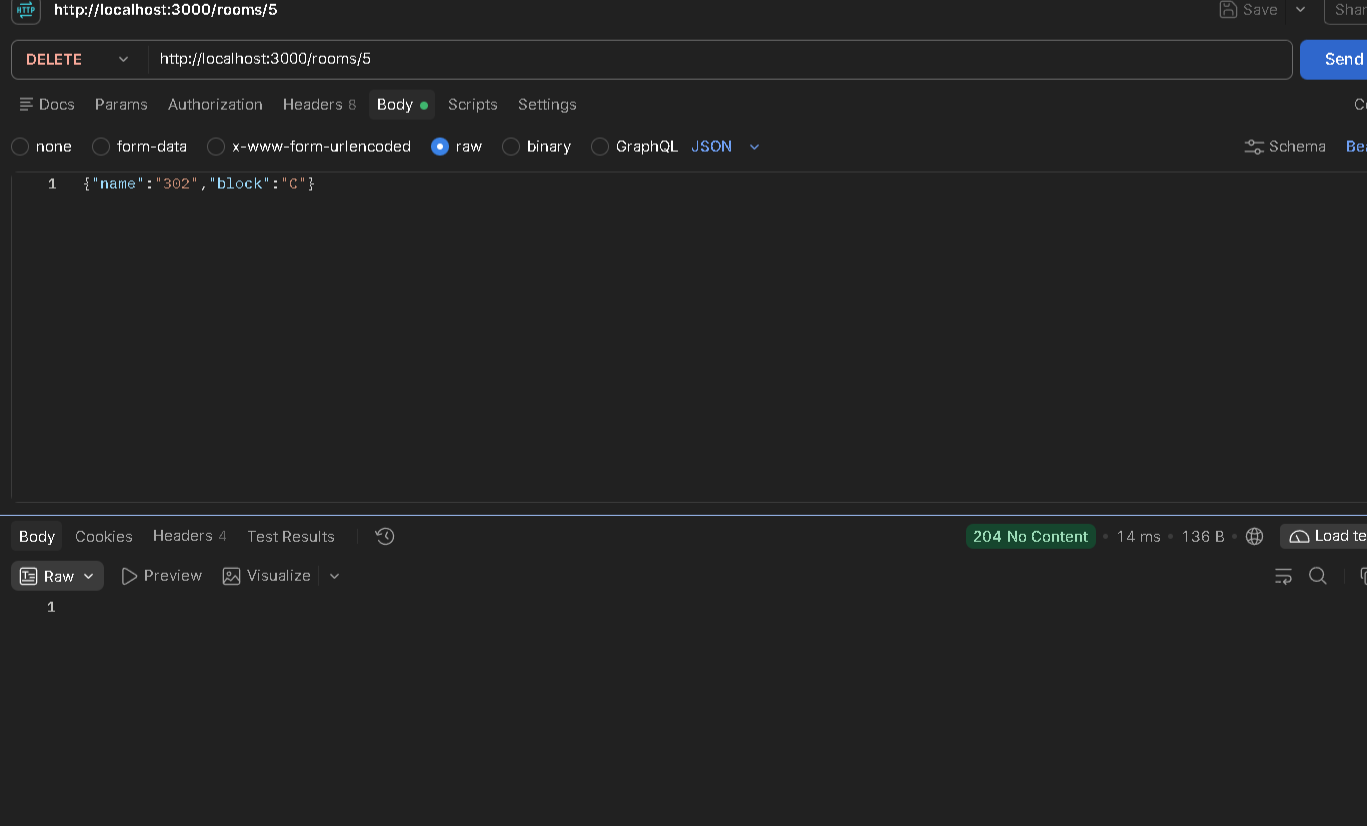 HTTP http://localhost:3000/rooms/5 Save
DELETE http://localhost:3000/rooms/5 Send
Docs Params Authorization Headers 8 Body Scripts Settings
none form-data x-www-form-urlencoded raw binary GraphQL JSON Schema
1 {"name":"302","block":"C"}
Body Cookies Headers 4 Test Results 204 No Content • 14 ms • 136 B • Load
Raw Preview Visualize
1